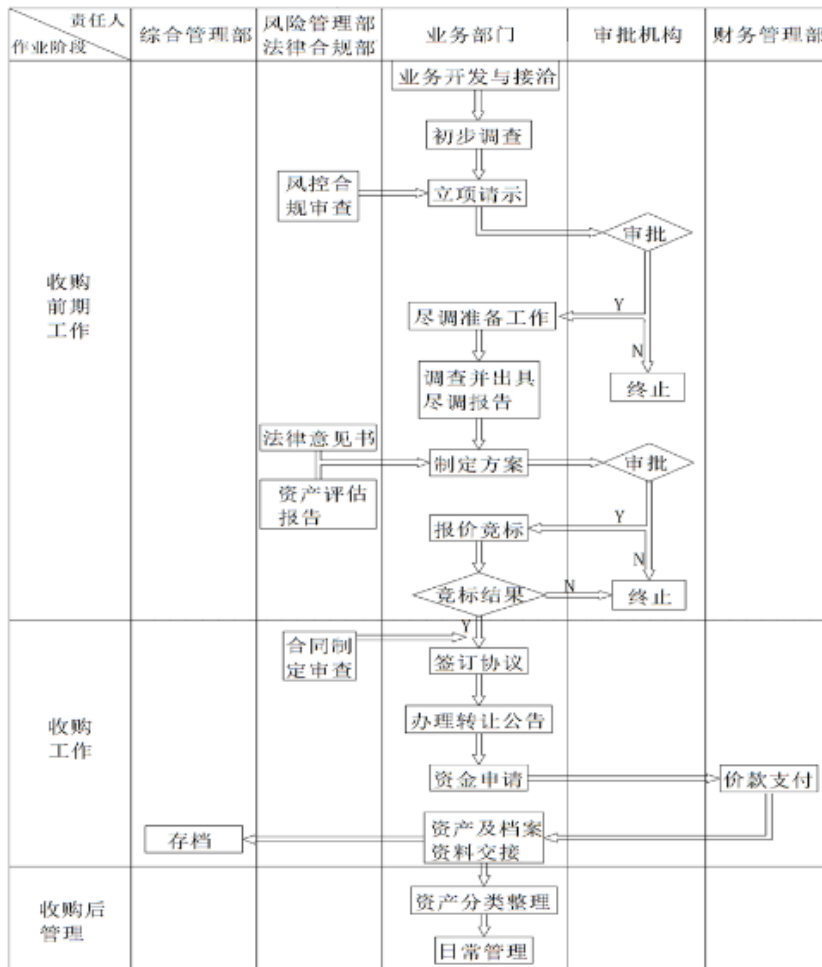 责任人
作业阶段
综合管理部
风险管理部
法律合规部
业务部门
审批机构
财务管理部
业务开发与接洽
初步调查
风控合
规审查
立项请示
审批
收购
前期
工作
Y
尽调准备工作
N
终止
调查并出具
尽调报告
法律意见书
制定方案
审批
资产评估
报告
Y
报价竞标
N
竞标结果
N
终止
Y
合同制
定审查
签订协议
收购
工作
办理转让公告
资金申请
价款支付
存档
资产及档案
资料交接
收购后
管理
资产分类整理
日常管理